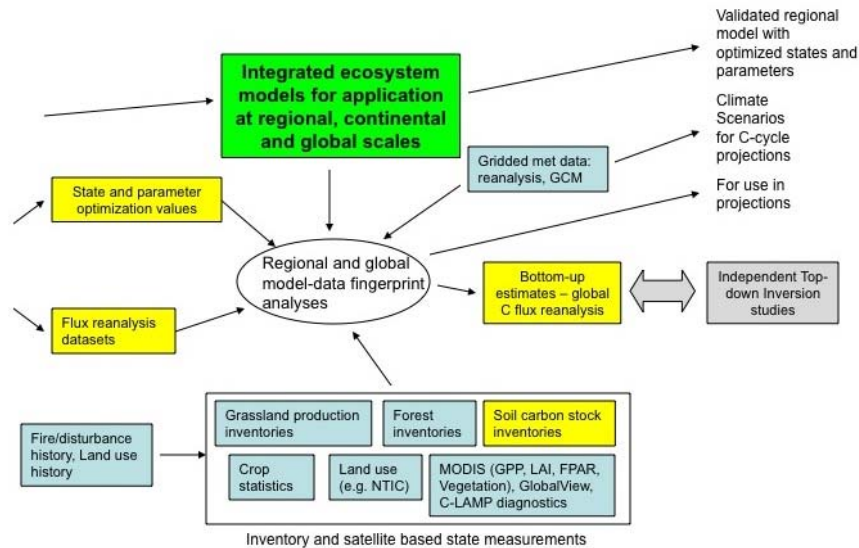 Validated regional
model with
optimized states and
parameters
Integrated ecosystem
models for application
at regional, continental
and global scales
Climate
Scenarios
for C-cycle
projections
Gridded met data:
reanalysis, GCM
For use in
projections
State and parameter
optimization values
Regional and global
model-data fingerprint
analyses
Bottom-up
estimates – global
C flux reanalysis
Independent Top-
down Inversion
studies
Flux reanalysis
datasets
Fire/disturbance
history, Land use
history
Grassland production
inventories
Forest
inventories
Soil carbon stock
inventories
Crop
statistics
Land use
(e.g. NTIC)
MODIS (GPP, LAI, FPAR,
Vegetation), GlobalView,
C-LAMP diagnostics
Inventory and satellite based state measurements